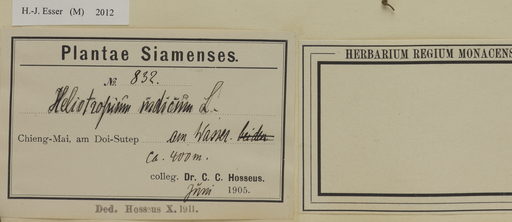 H.-J. Esser (M) 2012
Plantae Siamenses.
№ 832.
Heliotropium indicum L.
Chieng-Mai, am Doi-Sutep am Wasser
ca. 400 m.
colleg. Dr. C. C. Hosseus.
Juni 1905.
Ded. Hosseus X. 1911.
HERBARIUM REGIUM MONACENS